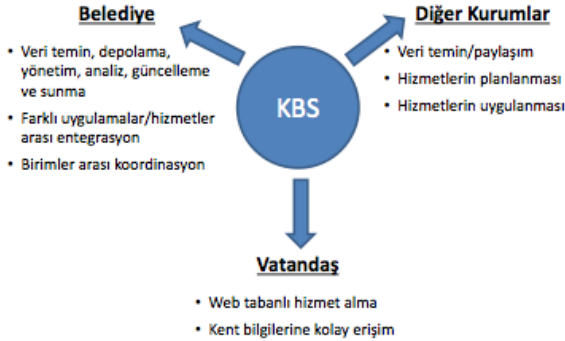 Belediye
• Veri temin, depolama,
yönetim, analiz, güncelleme
ve sunma
• Farklı uygulamalar/hizmetler
arası entegrasyon
• Birimler arası koordinasyon
KBS
Diğer Kurumlar
• Veri temin/paylaşım
• Hizmetlerin planlanması
• Hizmetlerin uygulanması
Vatandaş
• Web tabanlı hizmet alma
• Kent bilgilerine kolay erişim